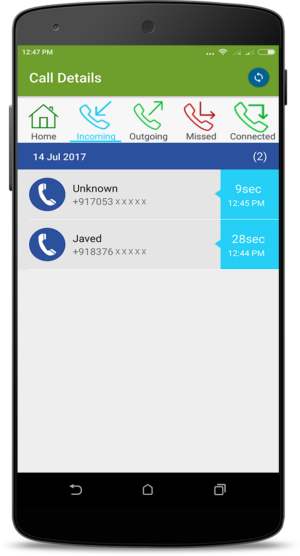 12:47 PM
Call Details
Home Incoming Outgoing Missed Connected
14 Jul 2017 (2)
Unknown 9sec
+917053xxxxx 12:45 PM
Javed 28sec
+918376xxxxx 12:44 PM